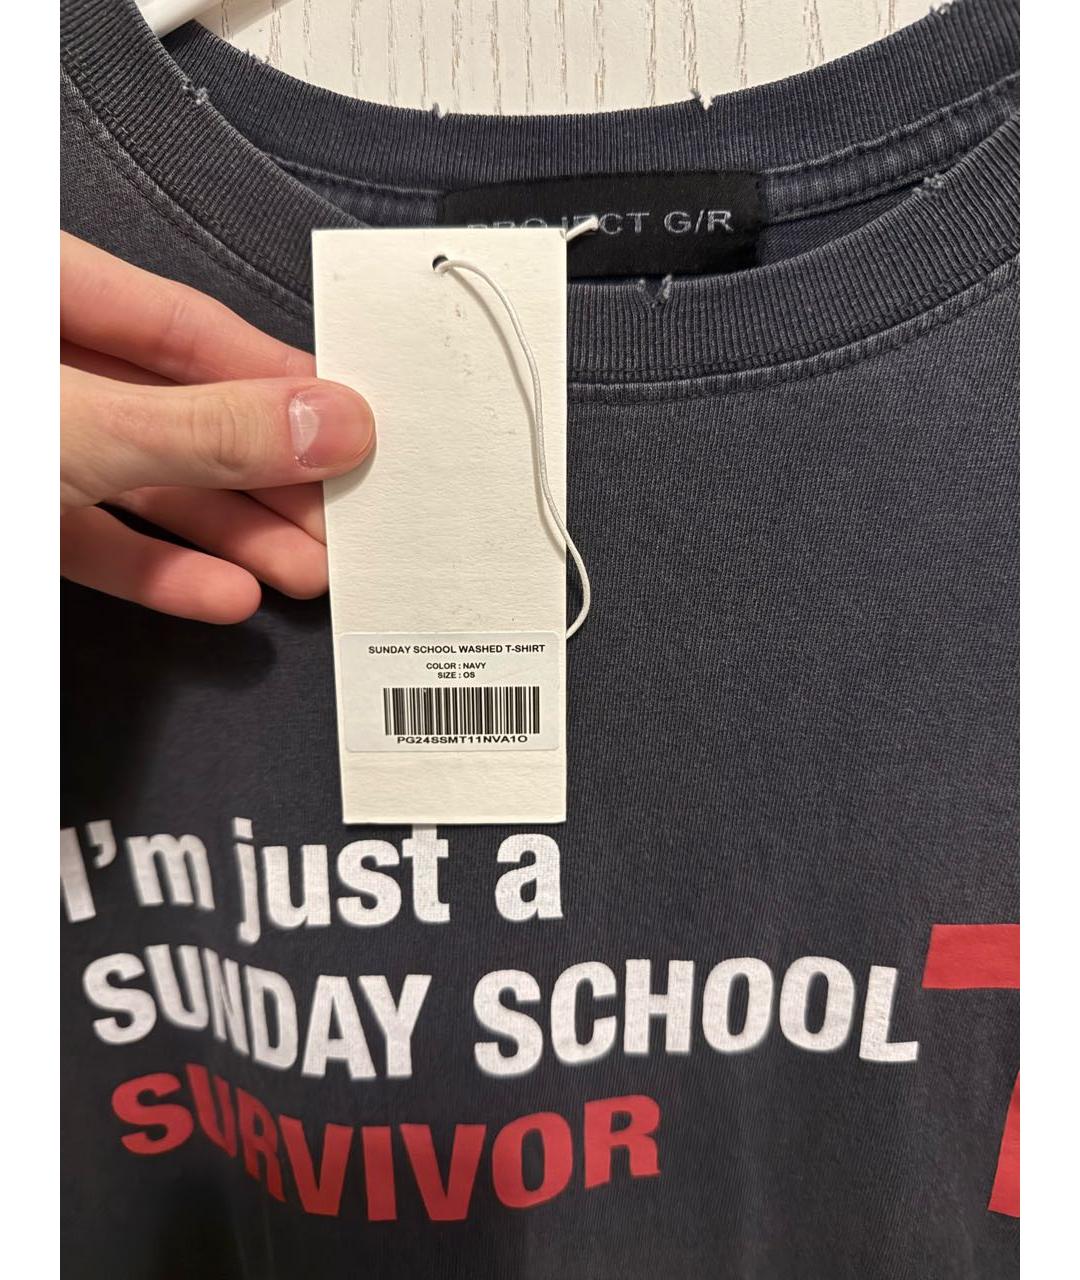 PROJECT G/R
SUNDAY SCHOOL WASHED T-SHIRT
COLOR : NAVY
SIZE : OS
PG24SSMT11NVA1O
I'm just a
SUNDAY SCHOOL
SURVIVOR